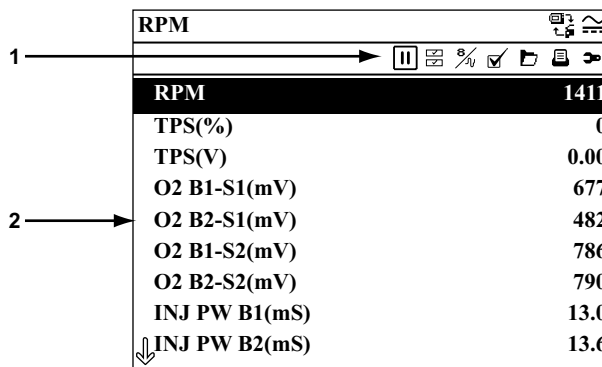 RPM
1
RPM 1411
TPS(%) 0
TPS(V) 0.00
O2 B1-S1(mV) 677
2 O2 B2-S1(mV) 482
O2 B1-S2(mV) 786
O2 B2-S2(mV) 790
INJ PW B1(mS) 13.0
INJ PW B2(mS) 13.6